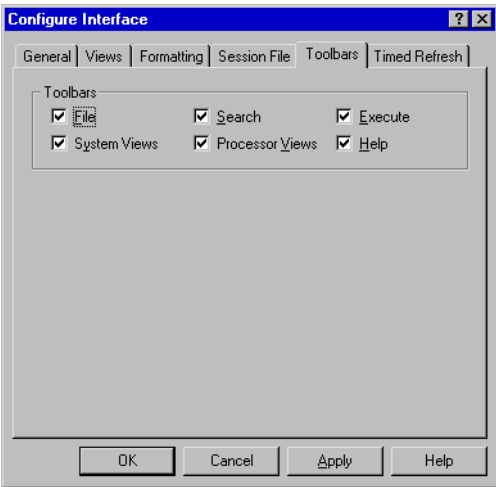 Configure Interface
General Views Formatting Session File Toolbars Timed Refresh
Toolbars
File Search Execute
System Views Processor Views Help
OK Cancel Apply Help